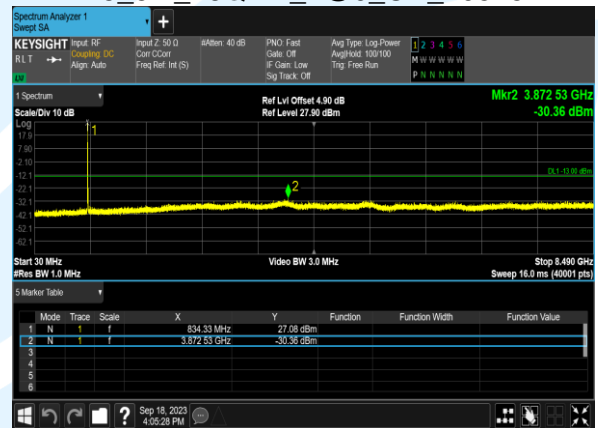 Spectrum Analyzer 1
Swept SA
KEYSIGHT
R L T
LW
Input: RF
Coupling: DC
Align: Auto
Input Z: 50 Ω
Corr CCorr
Freq Ref: Int (S)
#Atten: 40 dB
PNO: Fast
Gate: Off
IF Gain: Low
Sig Track: Off
Avg Type: Log-Power
Avg|Hold: 100/100
Trig: Free Run
1 2 3 4 5 6
M W W W W W
P N N N N N
1 Spectrum
Scale/Div 10 dB
Ref Lvl Offset 4.90 dB
Ref Level 27.90 dBm
Mkr2 3.872 53 GHz
-30.36 dBm
Log
17.9
7.90
-2.10
-12.1
-22.1
-32.1
-42.1
-52.1
-62.1
1
2
DL1 -13.00 dBm
Start 30 MHz
#Res BW 1.0 MHz
Video BW 3.0 MHz
Stop 8.490 GHz
Sweep 16.0 ms (40001 pts)
5 Marker Table
Mode Trace Scale X Y Function Function Width Function Value
1 N 1 f 834.33 MHz 27.08 dBm
2 N 1 f 3.872 53 GHz -30.36 dBm
3
4
5
6
?
Sep 18, 2023
4:05:28 PM